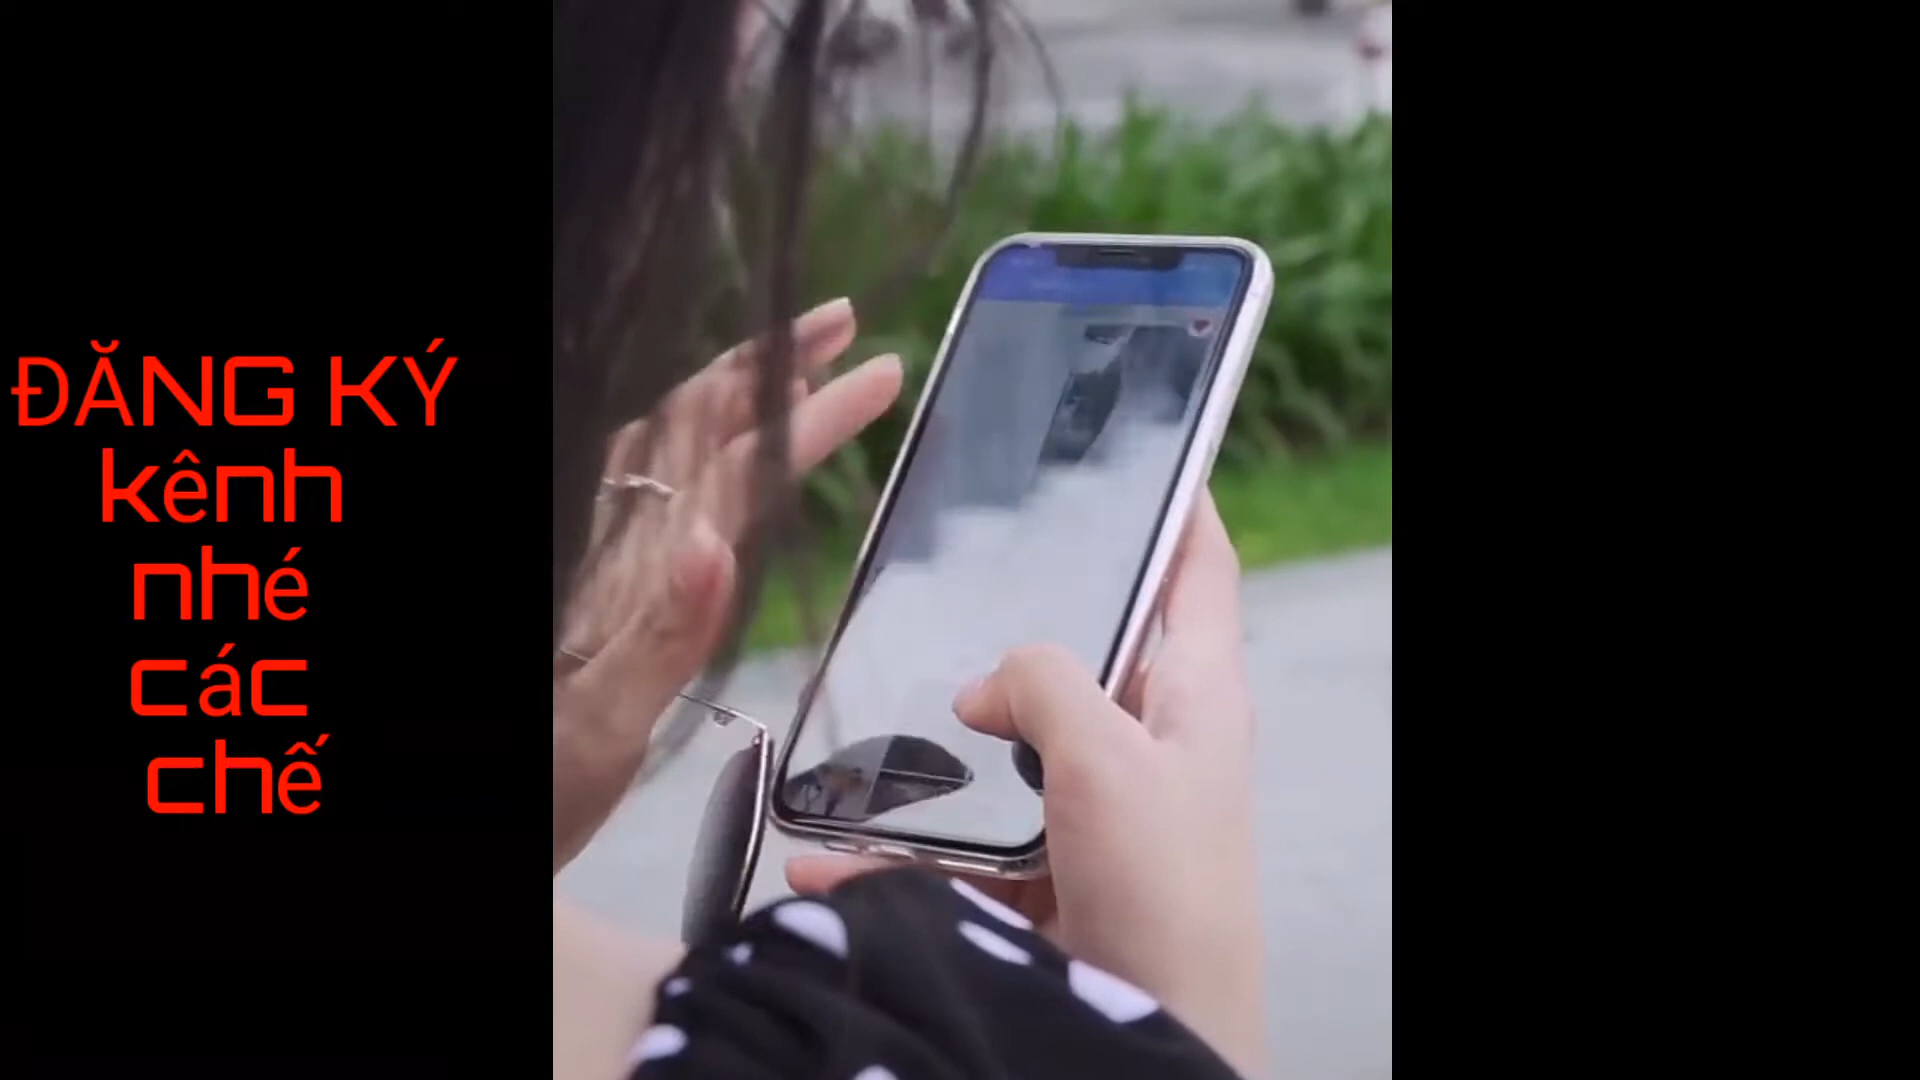 ĐĂNG KÝ
kênh
nhé
các
chế